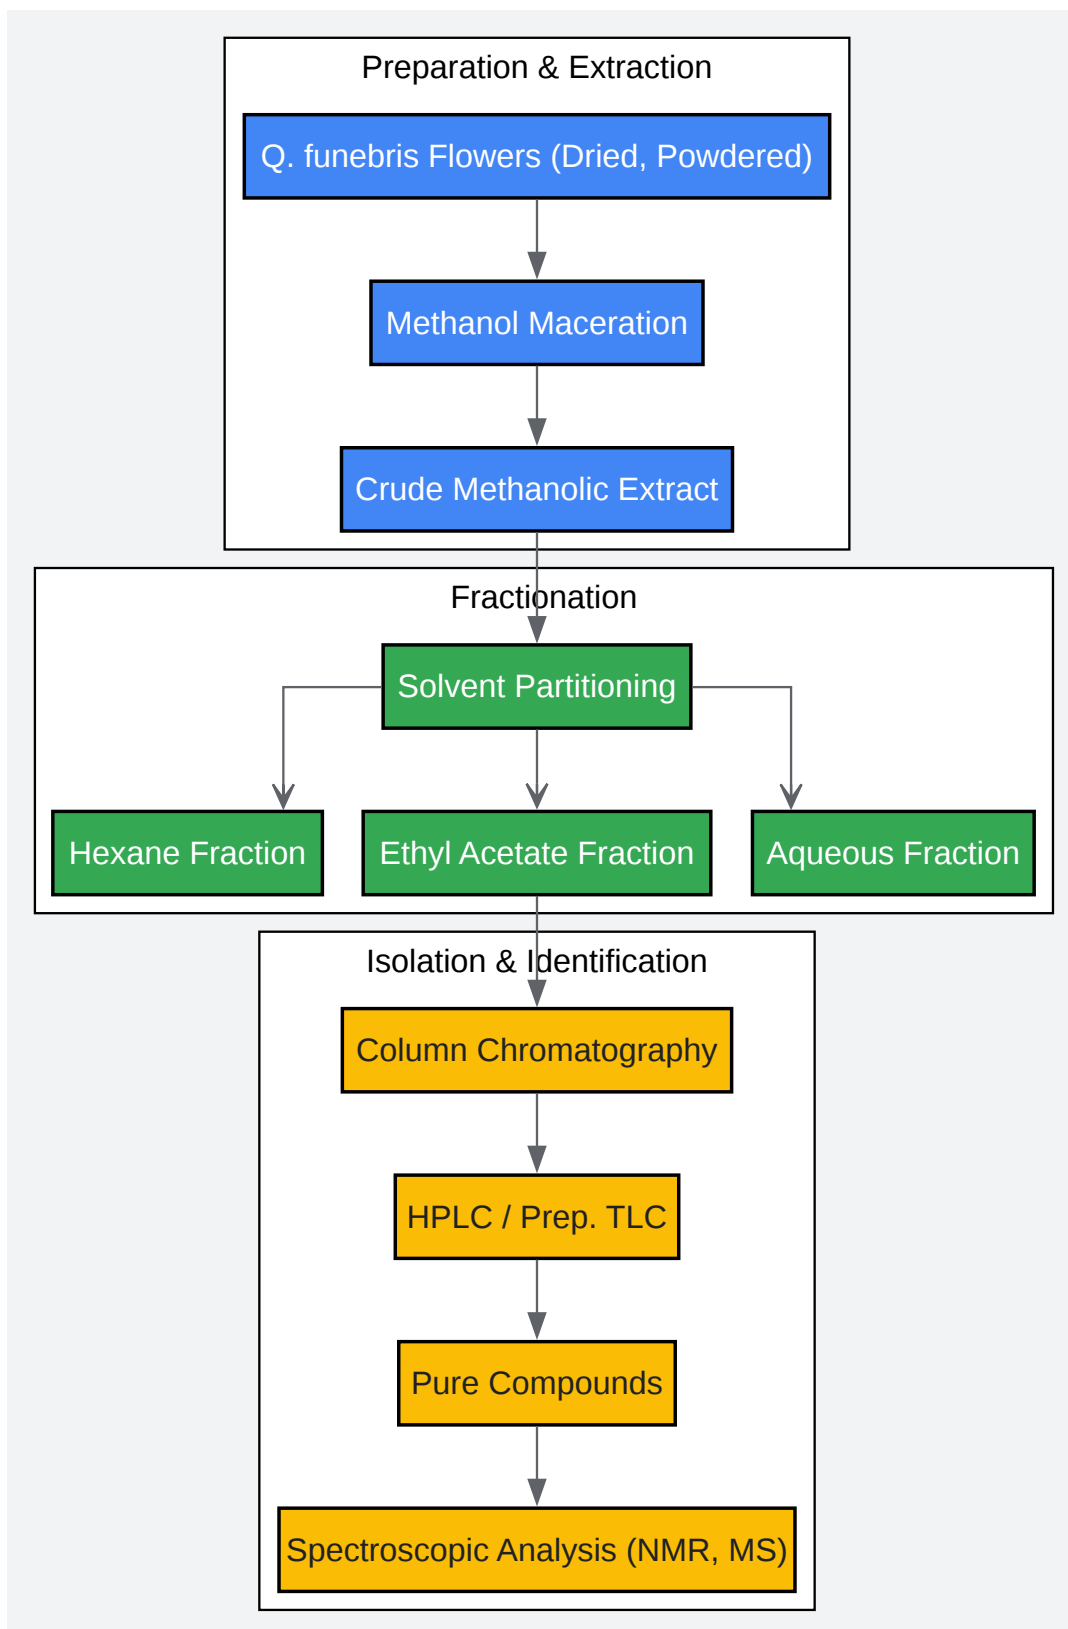 Preparation & Extraction
Q. funebris Flowers (Dried, Powdered)
Methanol Maceration
Crude Methanolic Extract
Fractionation
Solvent Partitioning
Hexane Fraction
Ethyl Acetate Fraction
Aqueous Fraction
Isolation & Identification
Column Chromatography
HPLC / Prep. TLC
Pure Compounds
Spectroscopic Analysis (NMR, MS)